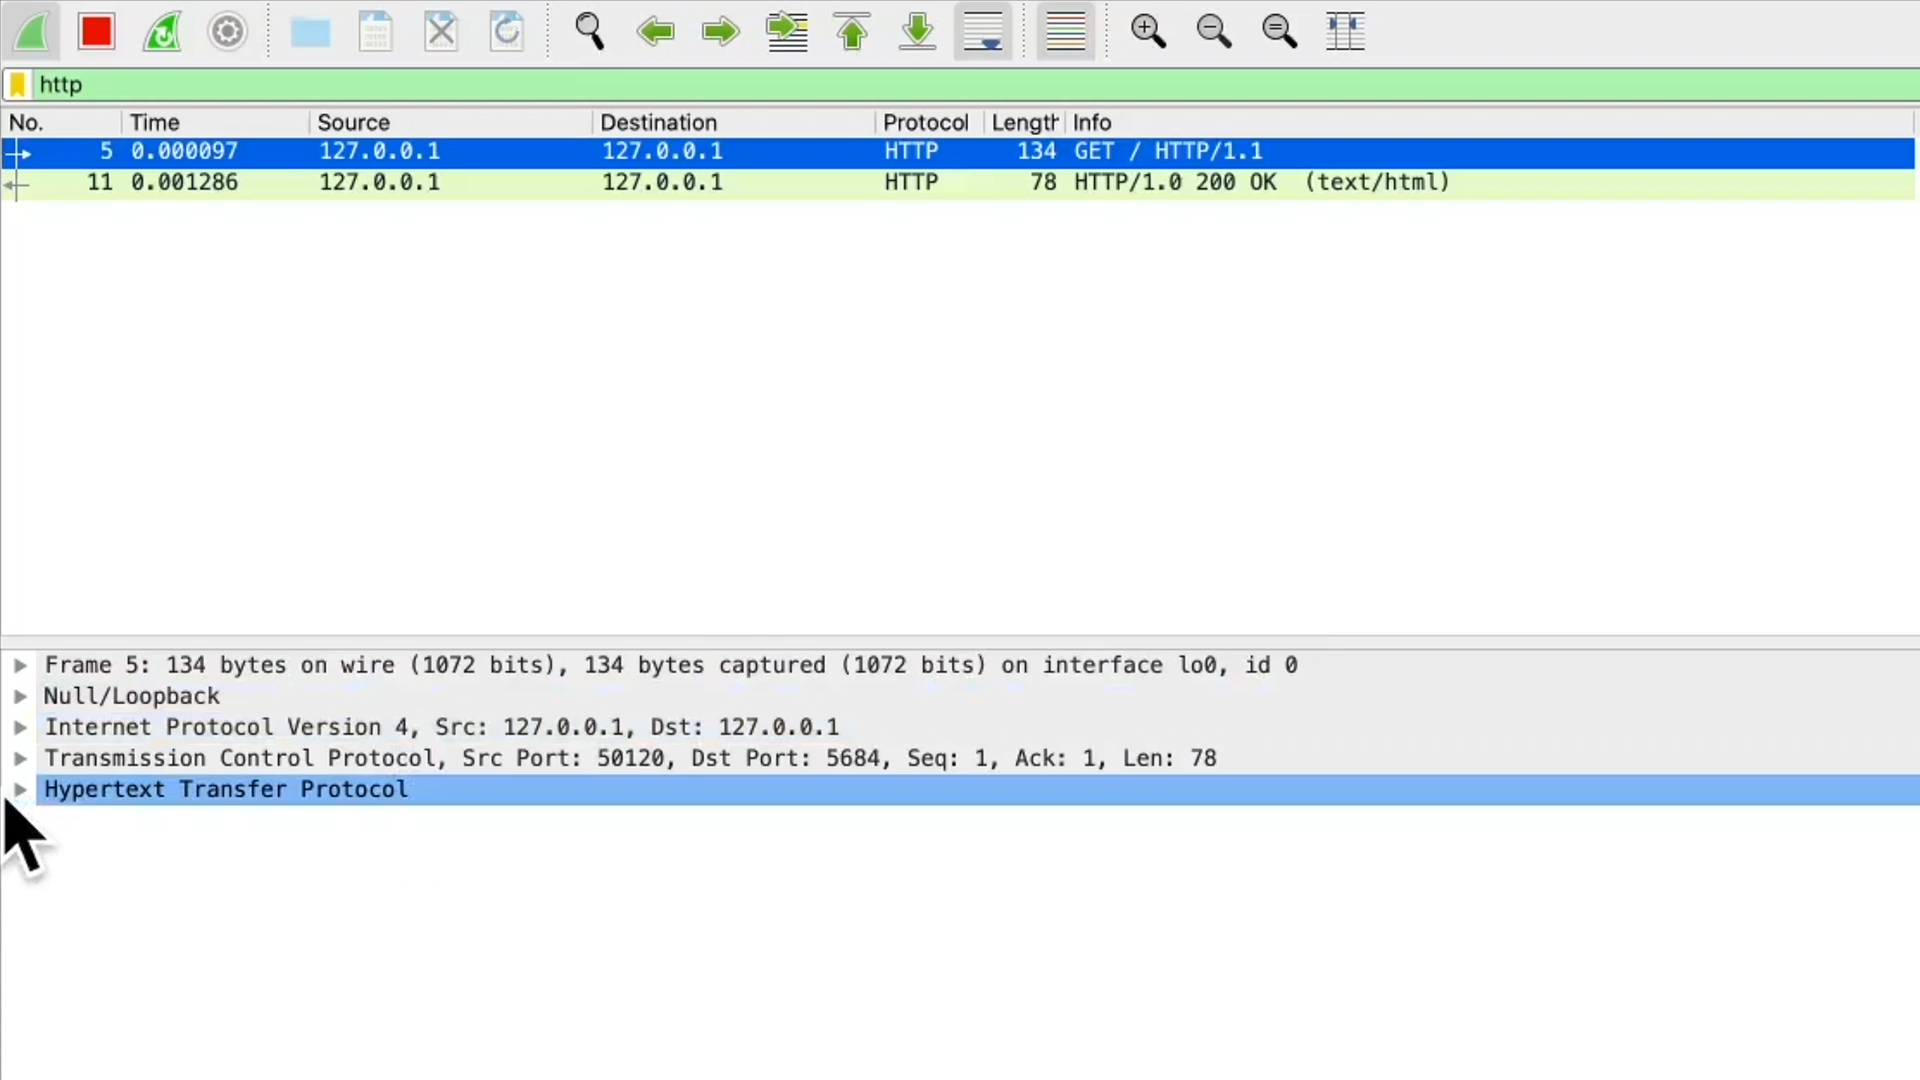 http
No. Time Source Destination Protocol Length Info
5 0.000097 127.0.0.1 127.0.0.1 HTTP 134 GET / HTTP/1.1
11 0.001286 127.0.0.1 127.0.0.1 HTTP 78 HTTP/1.0 200 OK (text/html)
Frame 5: 134 bytes on wire (1072 bits), 134 bytes captured (1072 bits) on interface lo0, id 0
Null/Loopback
Internet Protocol Version 4, Src: 127.0.0.1, Dst: 127.0.0.1
Transmission Control Protocol, Src Port: 50120, Dst Port: 5684, Seq: 1, Ack: 1, Len: 78
Hypertext Transfer Protocol